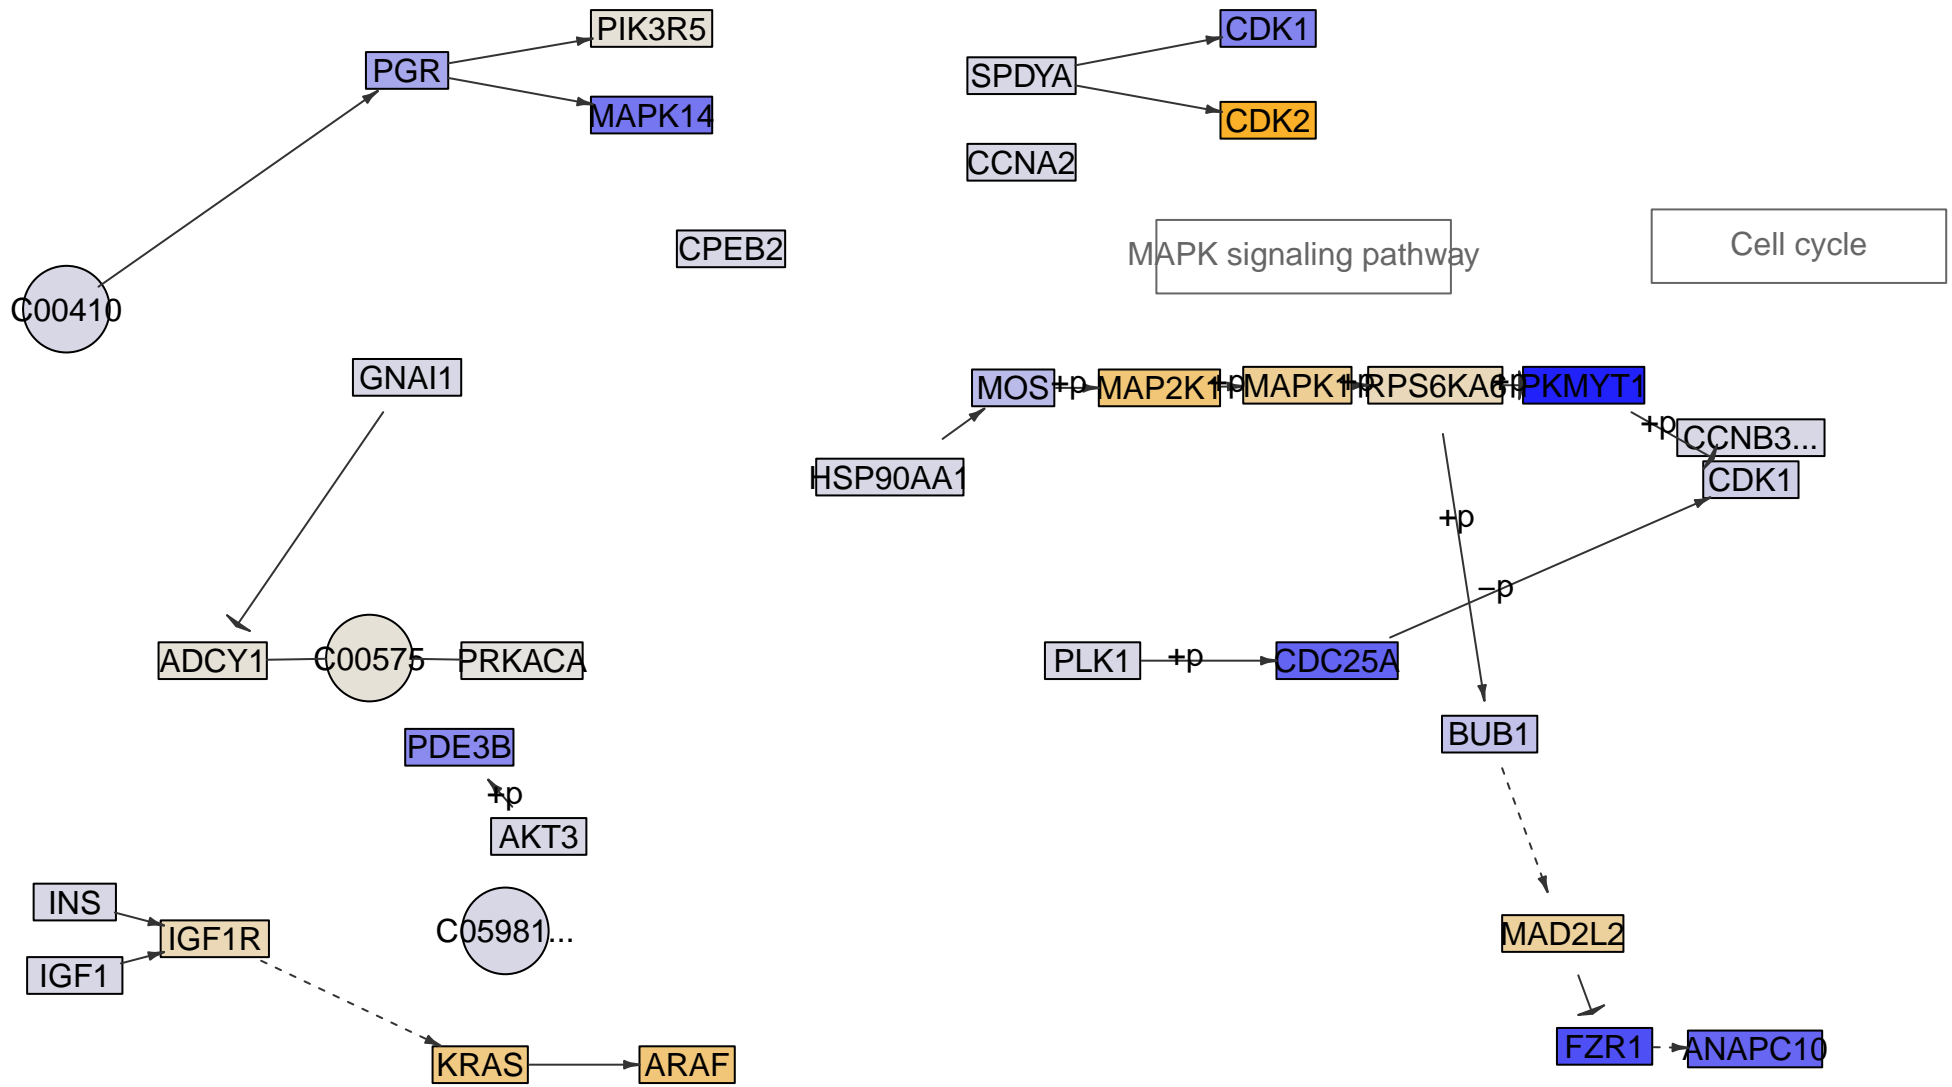 PIK3R5
CDK1
PGR
SPDYA
MAPK14
CDK2
CCNA2
CPEB2
MAPK signaling pathway
Cell cycle
C00410
GNAI1
MOS
+p
MAP2K1
+p
MAPK1
+p
RPS6KA6
+p
PKMYT1
+p
CCNB3...
HSP90AA1
CDK1
+p
–p
ADCY1
C00575
PRKACA
PLK1
+p
CDC25A
PDE3B
BUB1
+p
AKT3
INS
IGF1R
C05981...
MAD2L2
IGF1
KRAS
ARAF
FZR1
ANAPC10